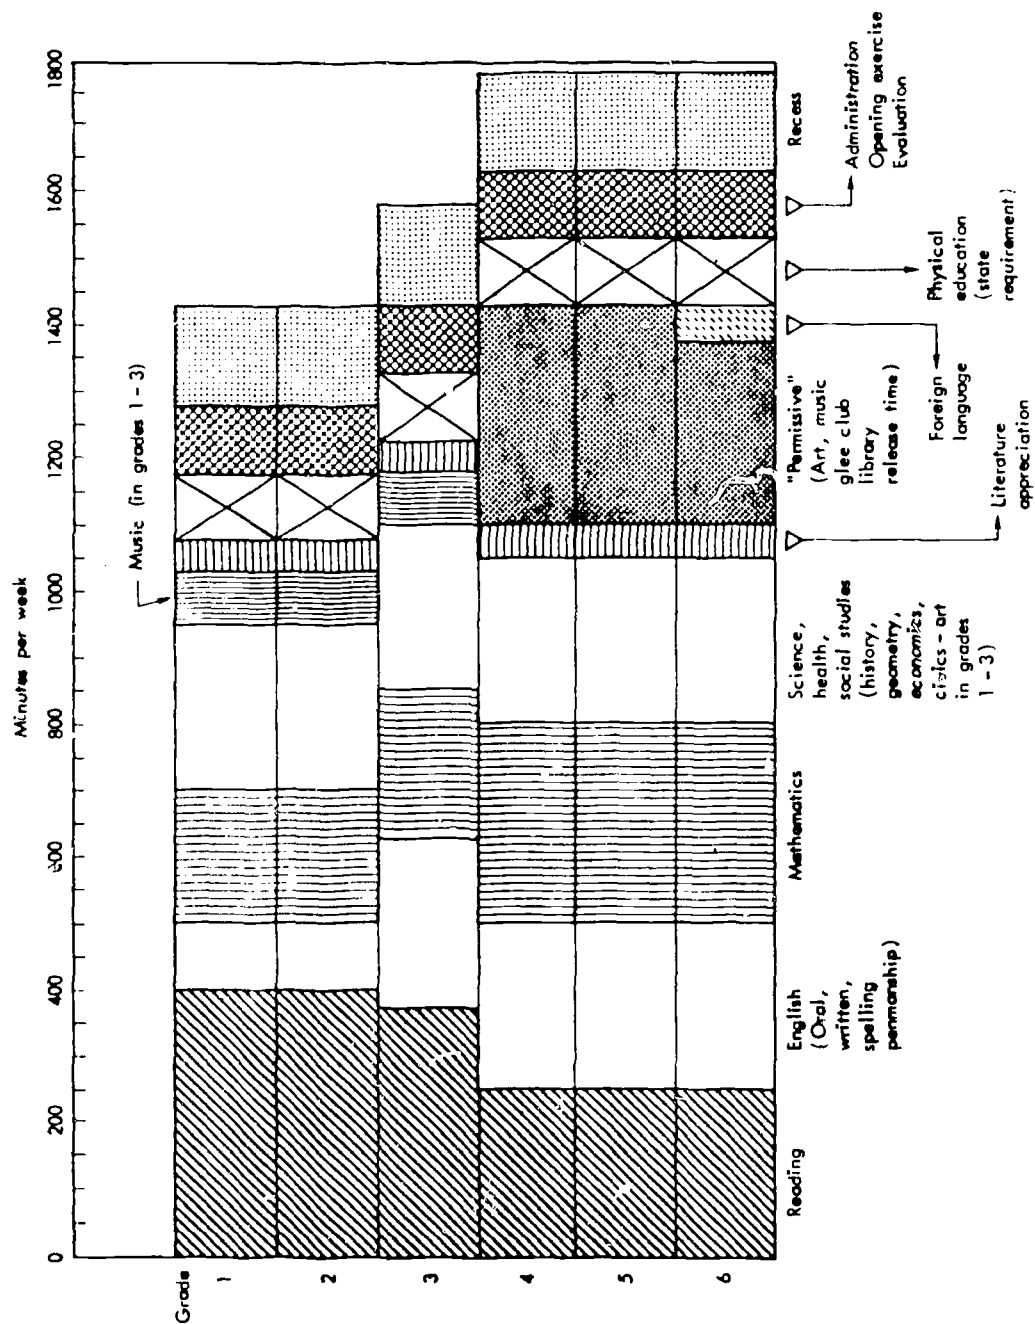 Minutes per week
0
200
400
600
800
1000
1200
1400
1600
1800
Music (in grades 1 - 3)
Grade
1
2
3
4
5
6
Reading
English
(Oral,
written,
spelling
penmanship)
Mathematics
Science,
health,
social studies
(history,
geometry,
economics,
civics - art
in grades
1 - 3)
Literature
appreciation
"Permissive"
(Art, music
glee club
library
release time)
Foreign
language
Physical
education
(state
requirement)
Recess
Administration
Opening exercise
Evaluation